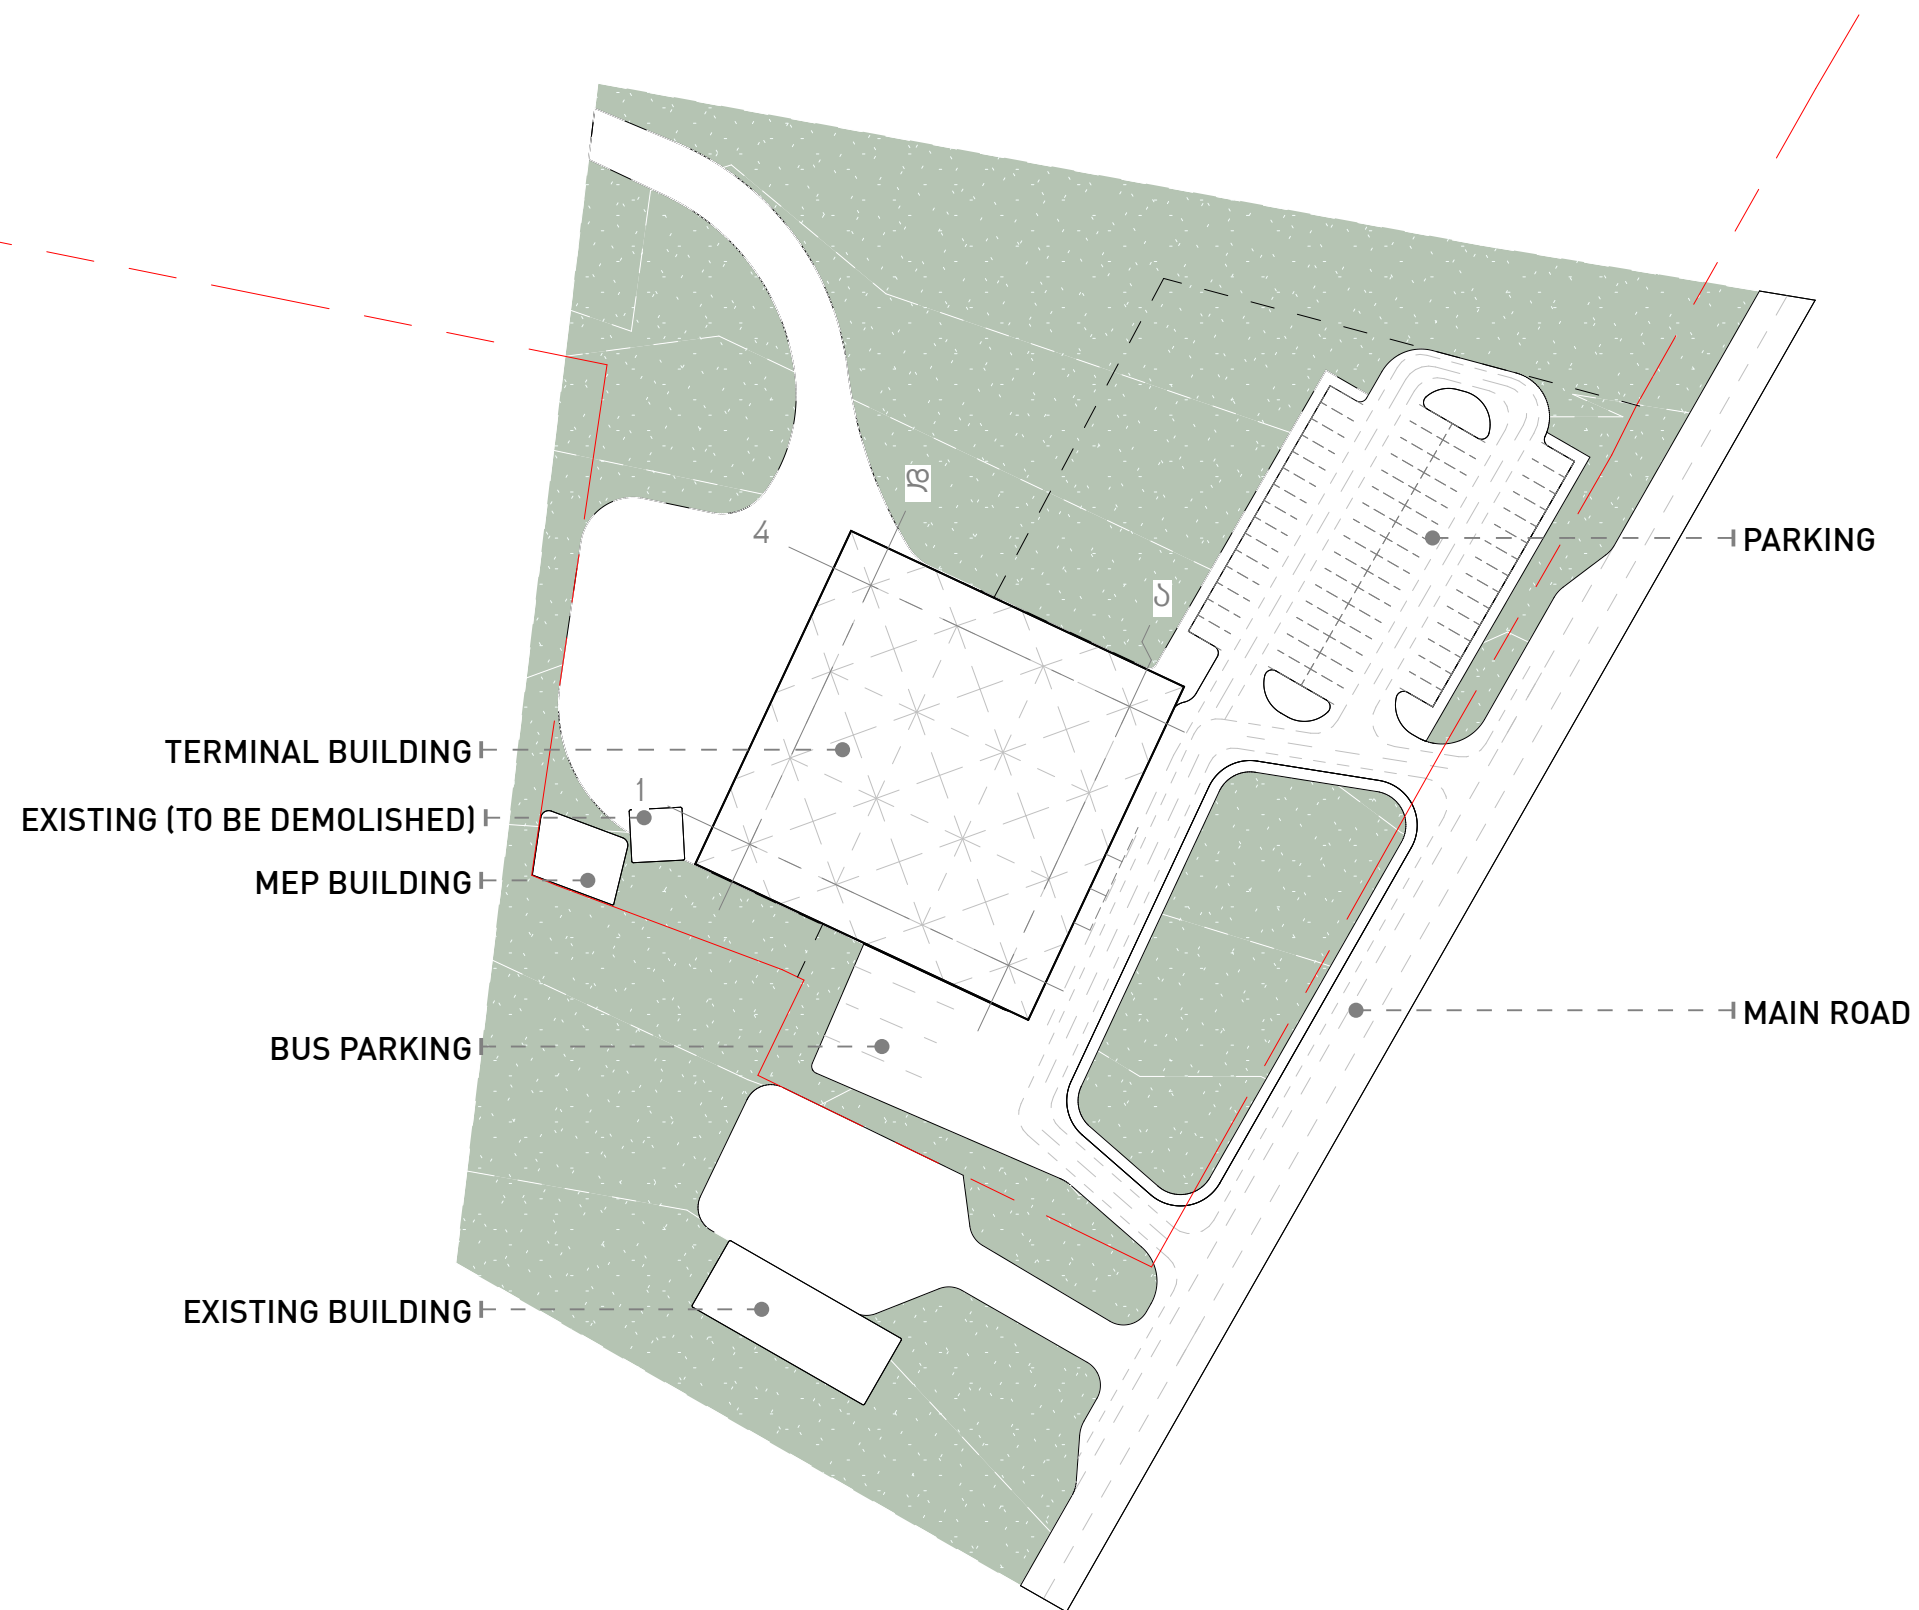 დ
4
PARKING
ა
TERMINAL BUILDING
1
EXISTING (TO BE DEMOLISHED)
MEP BUILDING
MAIN ROAD
BUS PARKING
EXISTING BUILDING